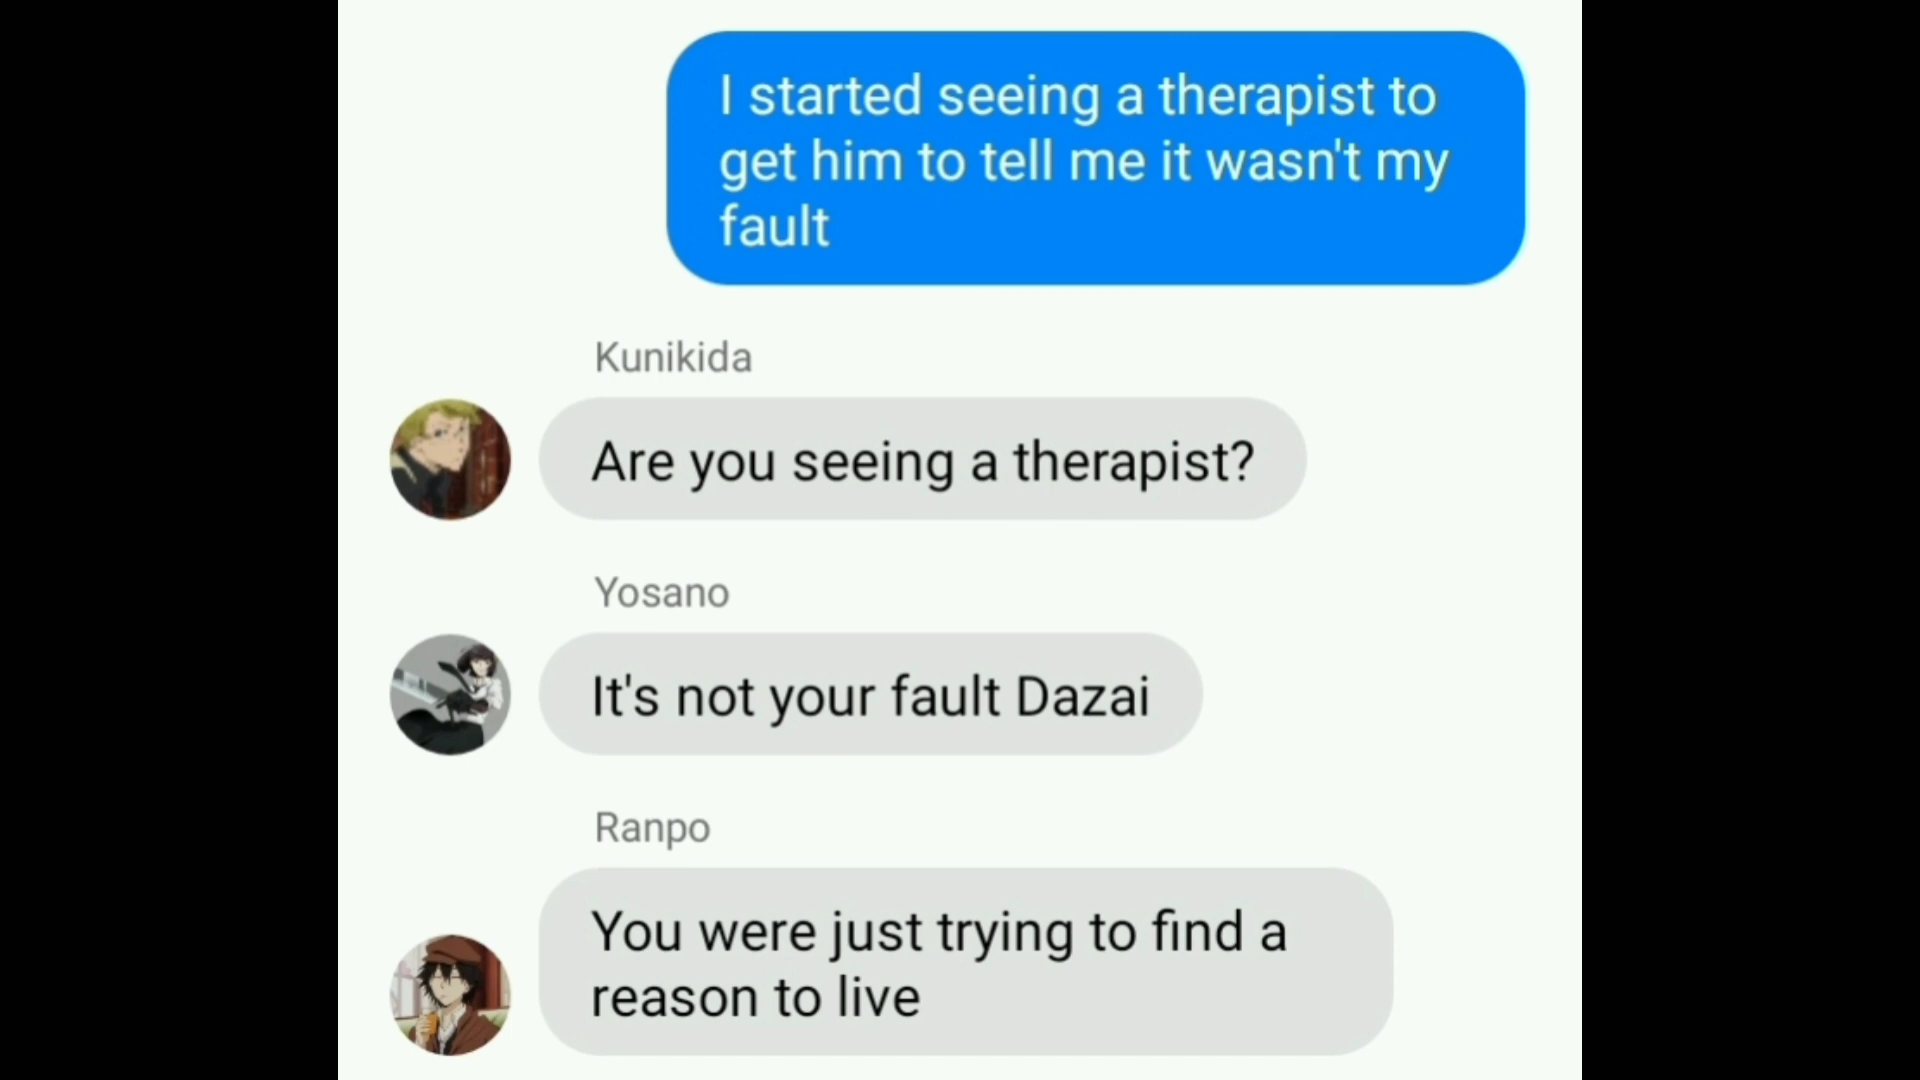 I started seeing a therapist to
get him to tell me it wasn't my
fault
Kunikida
Are you seeing a therapist?
Yosano
It's not your fault Dazai
Ranpo
You were just trying to find a
reason to live